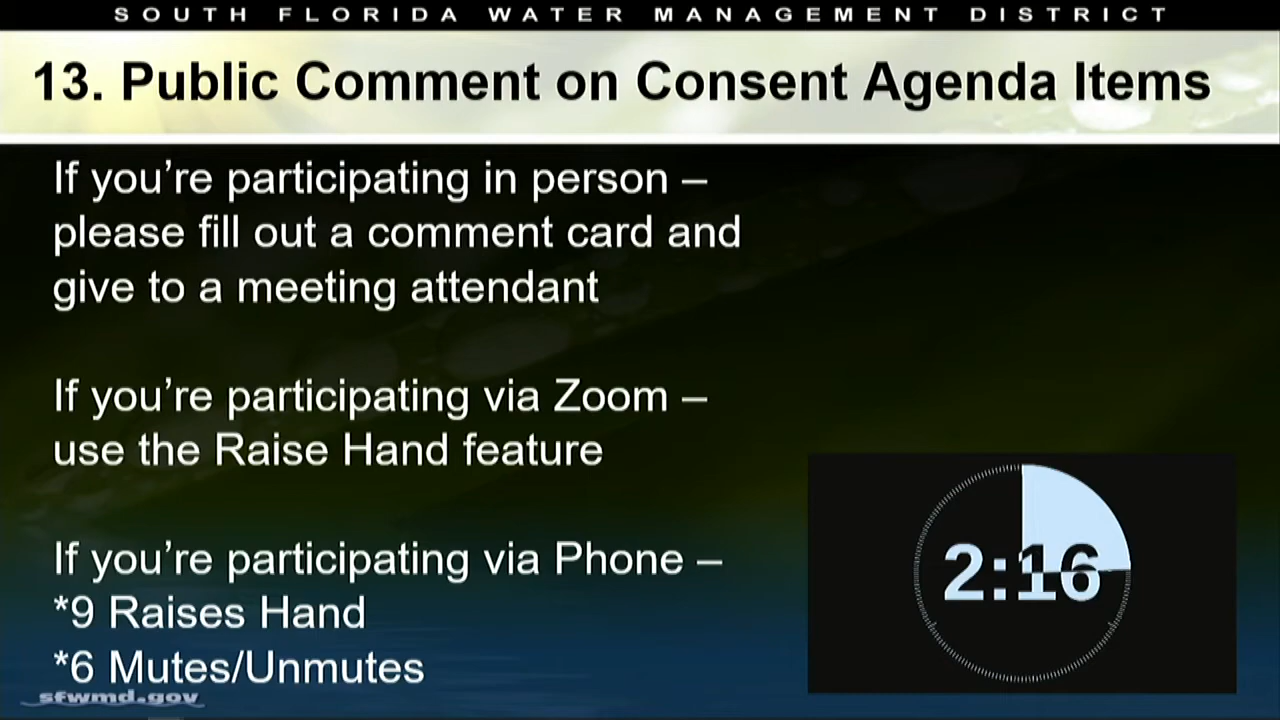 SOUTH FLORIDA WATER MANAGEMENT DISTRICT
13. Public Comment on Consent Agenda Items
If you’re participating in person –
please fill out a comment card and
give to a meeting attendant
If you’re participating via Zoom –
use the Raise Hand feature
If you’re participating via Phone –
*9 Raises Hand
*6 Mutes/Unmutes
sfwmd.gov
2:16